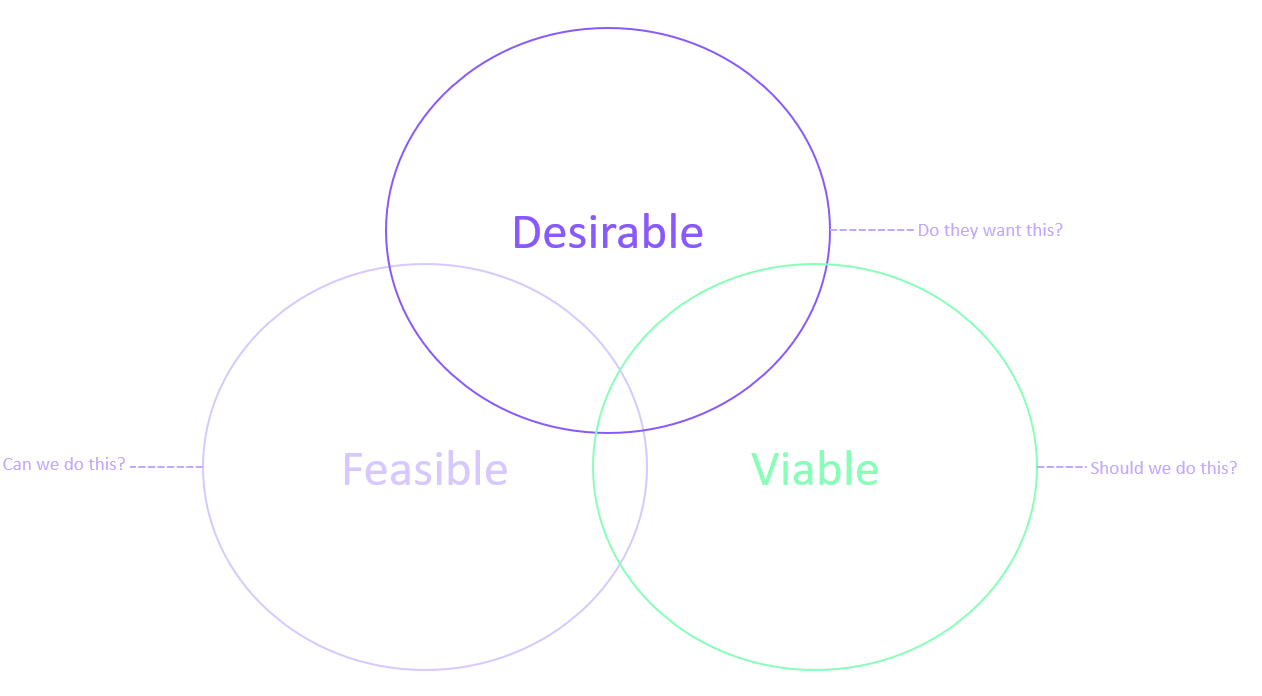 Desirable
Do they want this?
Can we do this?
Feasible
Viable
Should we do this?